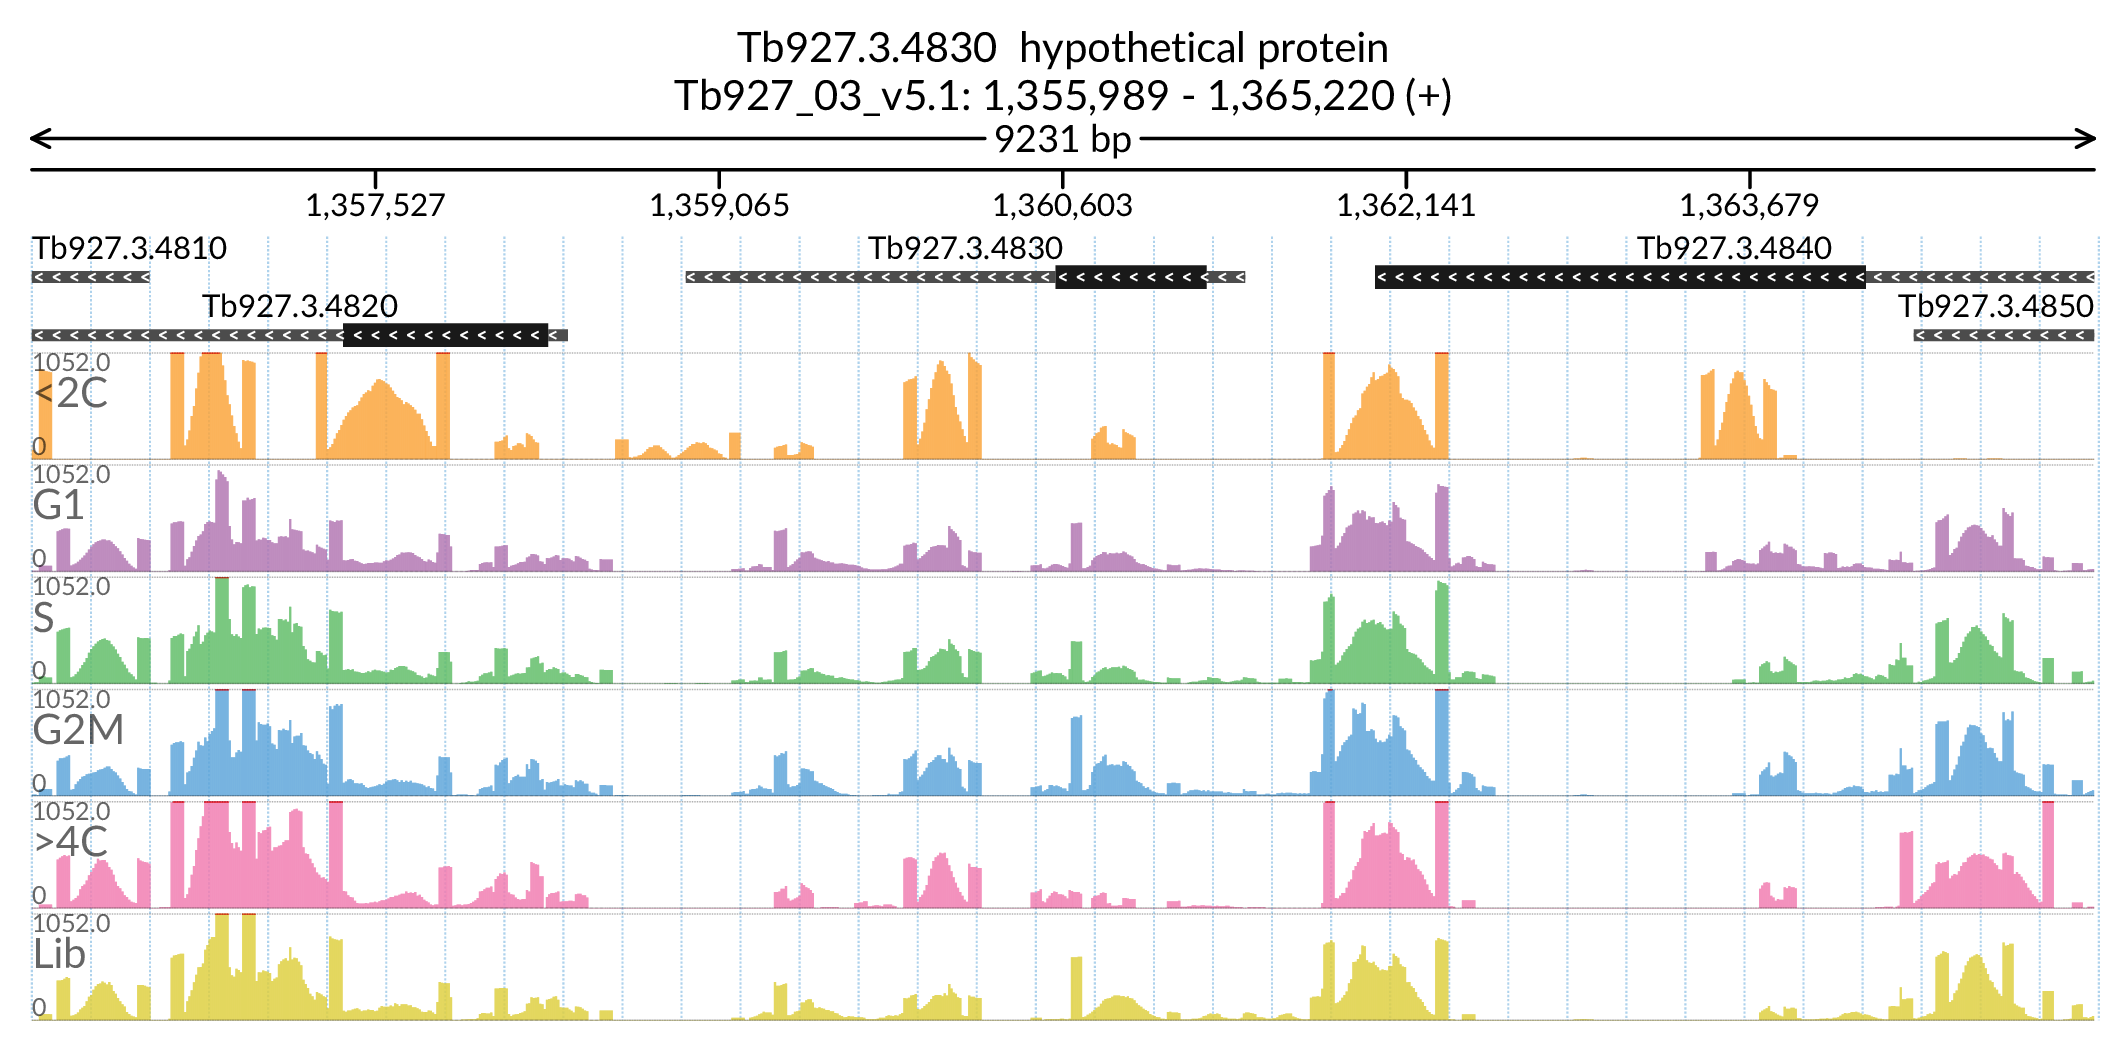 Tb927.3.4830  hypothetical protein
Tb927_03_v5.1: 1,355,989 - 1,365,220 (+)
9231 bp
1,357,527 1,359,065 1,360,603 1,362,141 1,363,679
Tb927.3.4810 Tb927.3.4830 Tb927.3.4840
Tb927.3.4820 Tb927.3.4850
1052.0
<2C
0
1052.0
G1
0
1052.0
S
0
1052.0
G2M
0
1052.0
>4C
0
1052.0
Lib
0